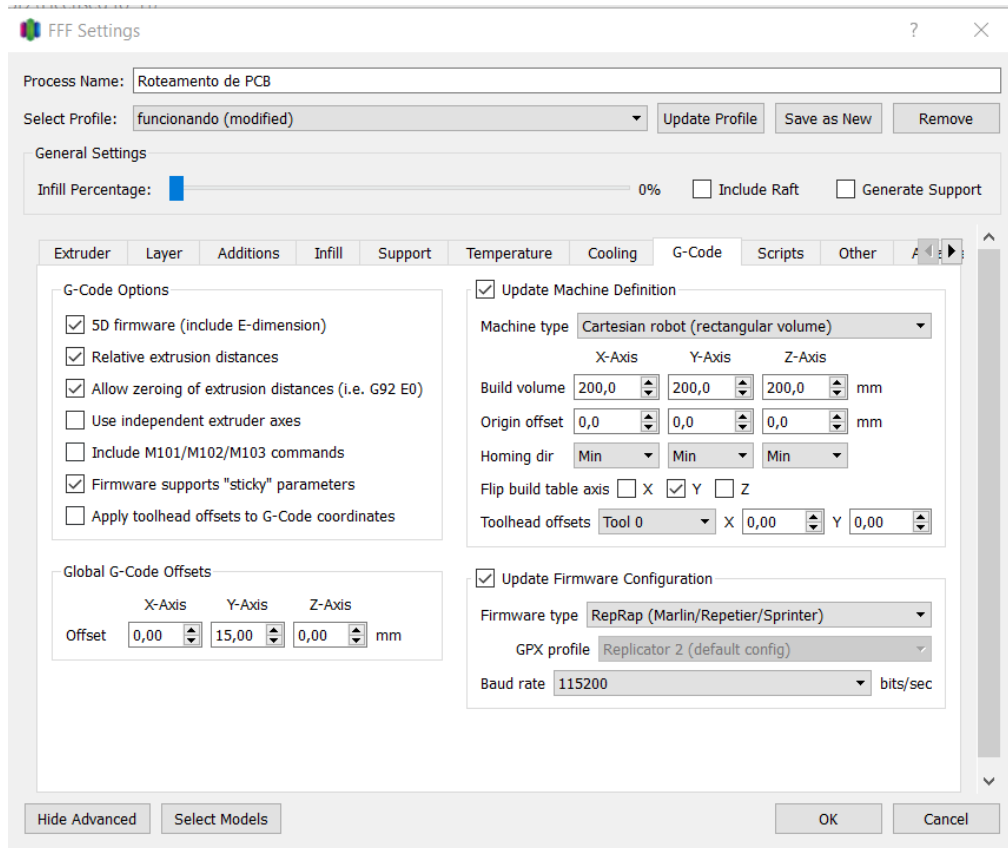 FFF Settings ?
Process Name: Roteamento de PCB
Select Profile: funcionando (modified) Update Profile Save as New Remove
General Settings
Infill Percentage: 0% Include Raft Generate Support
Extruder Layer Additions Infill Support Temperature Cooling G-Code Scripts Other
G-Code Options
5D firmware (include E-dimension)
Relative extrusion distances
Allow zeroing of extrusion distances (i.e. G92 E0)
Use independent extruder axes
Include M101/M102/M103 commands
Firmware supports "sticky" parameters
Apply toolhead offsets to G-Code coordinates
Global G-Code Offsets
X-Axis Y-Axis Z-Axis
Offset 0,00 15,00 0,00 mm
Update Machine Definition
Machine type Cartesian robot (rectangular volume)
X-Axis Y-Axis Z-Axis
Build volume 200,0 200,0 200,0 mm
Origin offset 0,0 0,0 0,0 mm
Homing dir Min Min Min
Flip build table axis X Y Z
Toolhead offsets Tool 0 X 0,00 Y 0,00
Update Firmware Configuration
Firmware type RepRap (Marlin/Repetier/Sprinter)
GPX profile Replicator 2 (default config)
Baud rate 115200 bits/sec
Hide Advanced Select Models OK Cancel